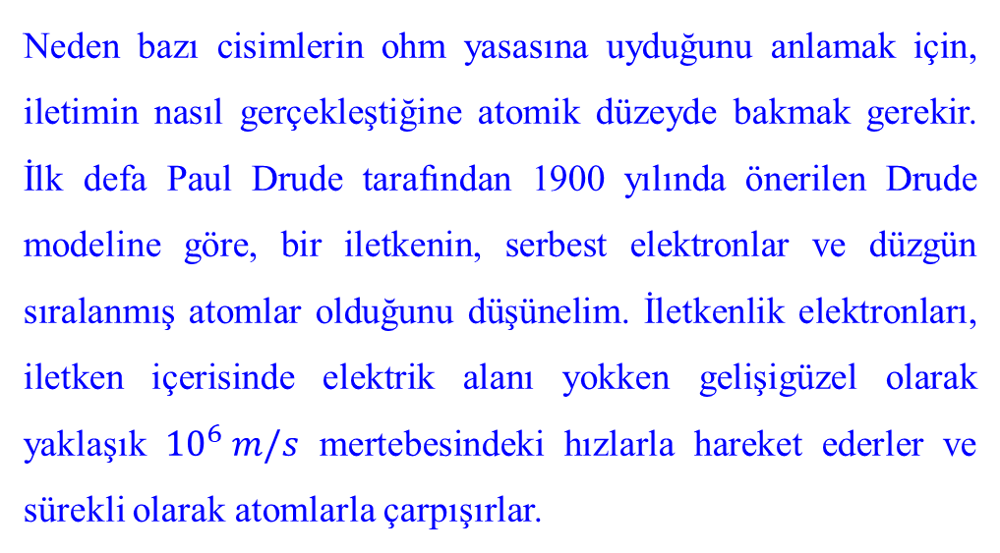 Neden bazı cisimlerin ohm yasasına uyduğunu anlamak için,
iletimin nasıl gerçekleştiğine atomik düzeyde bakmak gerekir.
İlk defa Paul Drude tarafından 1900 yılında önerilen Drude
modeline göre, bir iletkenin, serbest elektronlar ve düzgün
sıralanmış atomlar olduğunu düşünelim. İletkenlik elektronları,
iletken içerisinde elektrik alanı yokken gelişigüzel olarak
yaklaşık 10⁶ m/s mertebesindeki hızlarla hareket ederler ve
sürekli olarak atomlarla çarpışırlar.